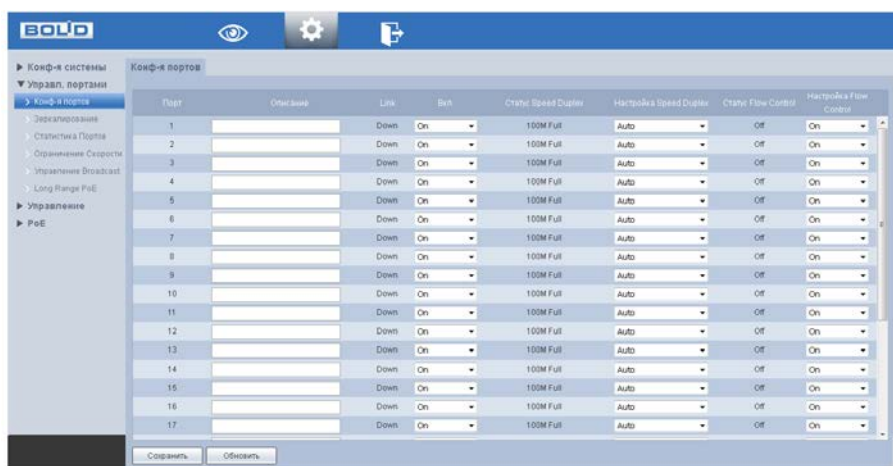 BOLID
Конф-я системы
Управл. портами
Конф-я портов
Зеркалирование
Статистика Портов
Ограничение Скорости
Управление Broadcast
Long Range PoE
Управление
PoE
Конф-я портов
Порт Описание Link Вкл Статус Speed Duplex Настройка Speed Duplex Статус Flow Control Настройка Flow Control
1 Down On 100M Full Auto Off On
2 Down On 100M Full Auto Off On
3 Down On 100M Full Auto Off On
4 Down On 100M Full Auto Off On
5 Down On 100M Full Auto Off On
6 Down On 100M Full Auto Off On
7 Down On 100M Full Auto Off On
8 Down On 100M Full Auto Off On
9 Down On 100M Full Auto Off On
10 Down On 100M Full Auto Off On
11 Down On 100M Full Auto Off On
12 Down On 100M Full Auto Off On
13 Down On 100M Full Auto Off On
14 Down On 100M Full Auto Off On
15 Down On 100M Full Auto Off On
16 Down On 100M Full Auto Off On
17 Down On 100M Full Auto Off On
Сохранить Обновить